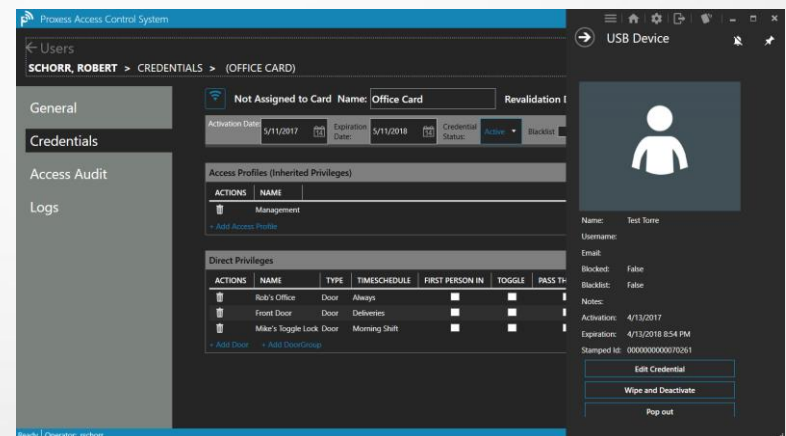 Proxess Access Control System
Users
SCHORR, ROBERT > CREDENTIALS > (OFFICE CARD)
General
Credentials
Access Audit
Logs
Not Assigned to Card Name: Office Card Revalidation
Activation Date: 5/11/2017 14 Expiration Date: 5/11/2018 14 Credential Status: Active Blacklist
Access Profiles (Inherited Privileges)
ACTIONS NAME
Management
+ Add Access Profile
Direct Privileges
ACTIONS NAME TYPE TIMESCHEDULE FIRST PERSON IN TOGGLE PASS TH
Rob's Office Door Always
Front Door Door Deliveries
Mike's Toggle Lock Door Morning Shift
+ Add Door + Add DoorGroup
USB Device
Name: Test Torre
Username:
Email:
Blocked: False
Blacklist: False
Notes:
Activation: 4/13/2017
Expiration: 4/13/2018 8:54 PM
Stamped Id: 0000000000070261
Edit Credential
Wipe and Deactivate
Pop out
Ready Operator: rschorr